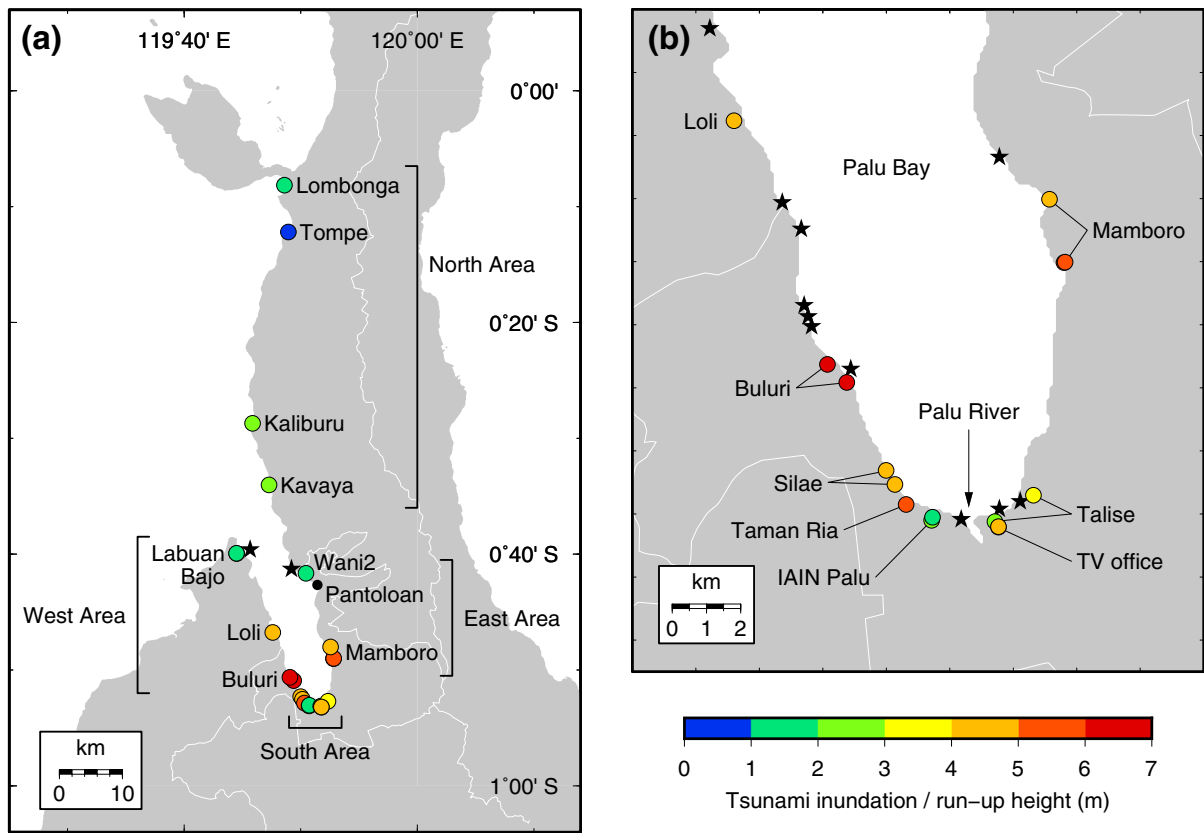 (a)
119˚40' E
120˚00' E
0˚00'
Lombonga
Tompe
North Area
0˚20' S
Kaliburu
Kavaya
0˚40' S
Labuan
Bajo
Wani2
Pantoloan
West Area
East Area
Loli
Mamboro
Buluri
South Area
km
0 10
1˚00' S
(b)
Loli
Palu Bay
Mamboro
Buluri
Palu River
Silae
Talise
Taman Ria
TV office
IAIN Palu
km
0 1 2
0 1 2 3 4 5 6 7
Tsunami inundation / run−up height (m)